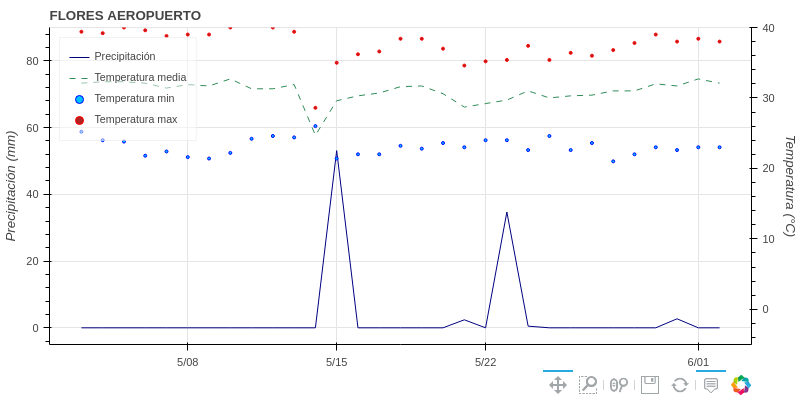 FLORES AEROPUERTO
Precipitación
Temperatura media
Temperatura min
Temperatura max
Precipitación (mm)
80
60
40
20
0
Temperatura (°C)
40
30
20
10
0
5/08
5/15
5/22
6/01